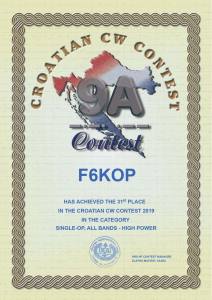 CROATIAN CW CONTEST
9A
Contest
F6KOP
HAS ACHIEVED THE 31ST PLACE
IN THE CROATIAN CW CONTEST 2019
IN THE CATEGORY
SINGLE-OP, ALL BANDS - HIGH POWER